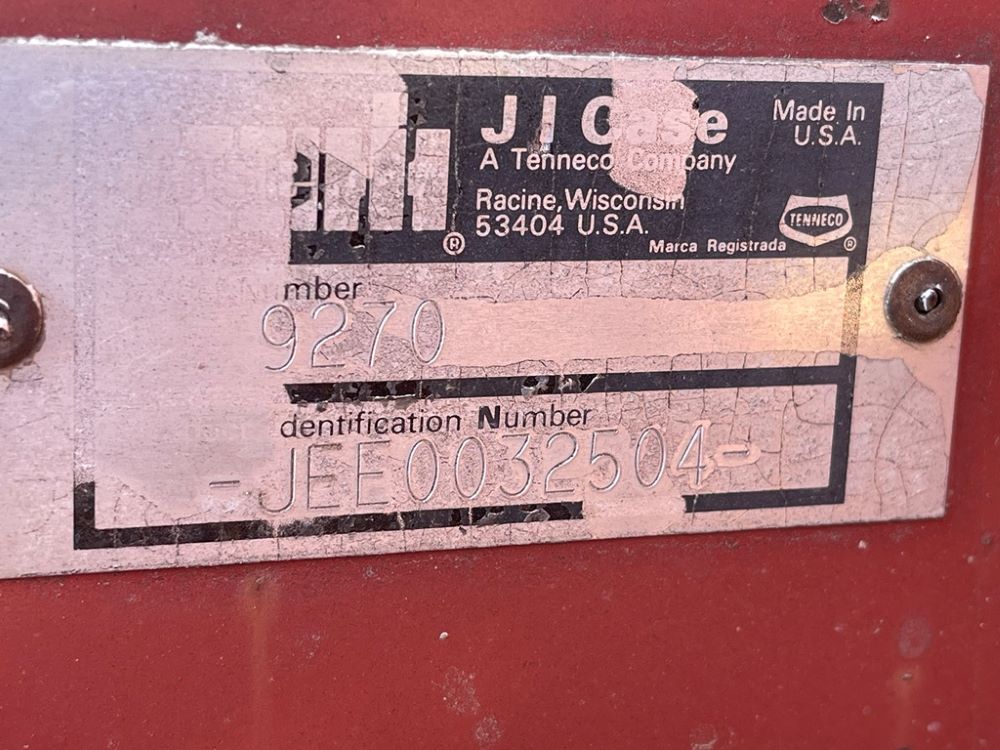 J I Case
Made In
U.S.A.
A Tenneco Company
Racine, Wisconsin
53404 U.S.A.
Marca Registrada
TENNECO
®
®
mber
9270
dentification Number
-JEE0032504-